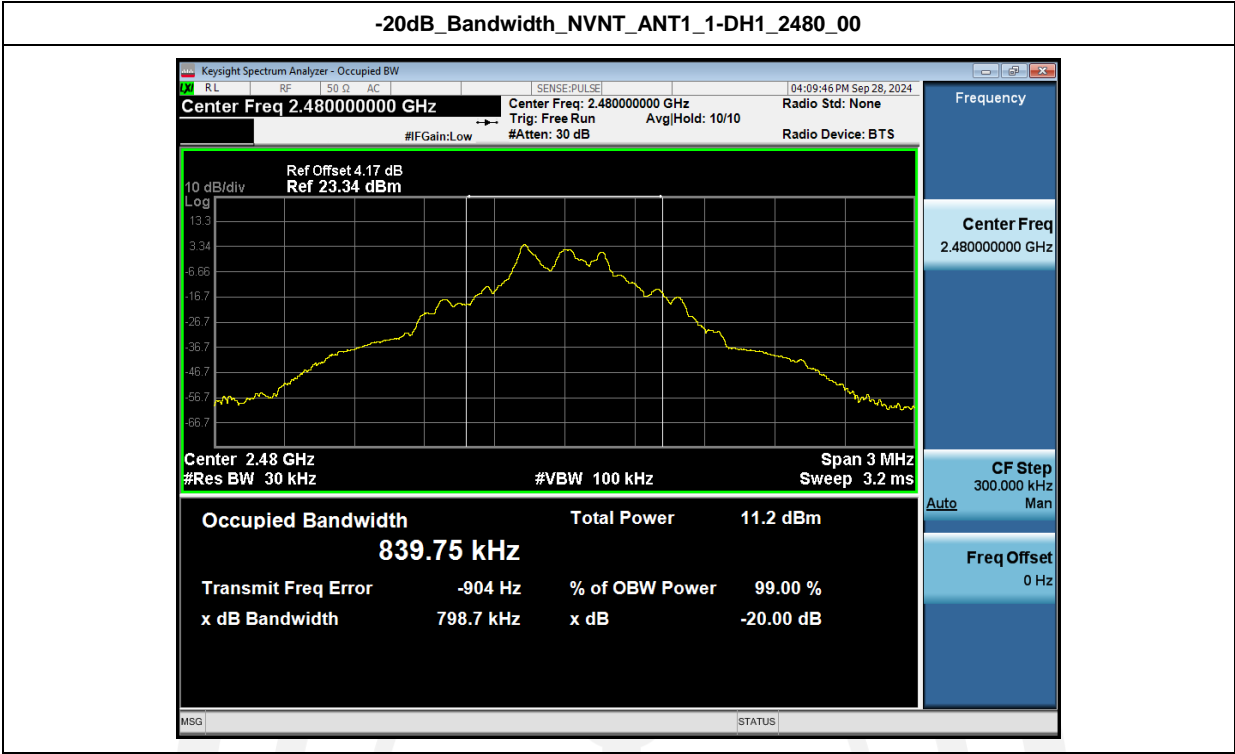 -20dB_Bandwidth_NVNT_ANT1_1-DH1_2480_00
Keysight Spectrum Analyzer - Occupied BW
LXI RL RF 50 Ω AC SENSE:PULSE 04:09:46 PM Sep 28, 2024
Center Freq 2.480000000 GHz
Center Freq: 2.480000000 GHz Radio Std: None
Trig: Free Run Avg|Hold: 10/10
#IFGain:Low #Atten: 30 dB Radio Device: BTS
Frequency
Ref Offset 4.17 dB
10 dB/div Ref 23.34 dBm
Log
13.3
3.34
-6.66
-16.7
-26.7
-36.7
-46.7
-56.7
-66.7
Center 2.48 GHz Span 3 MHz
#Res BW 30 kHz #VBW 100 kHz Sweep 3.2 ms
Center Freq
2.480000000 GHz
CF Step
300.000 kHz
Auto Man
Freq Offset
0 Hz
Occupied Bandwidth Total Power 11.2 dBm
839.75 kHz
Transmit Freq Error -904 Hz % of OBW Power 99.00 %
x dB Bandwidth 798.7 kHz x dB -20.00 dB
MSG STATUS